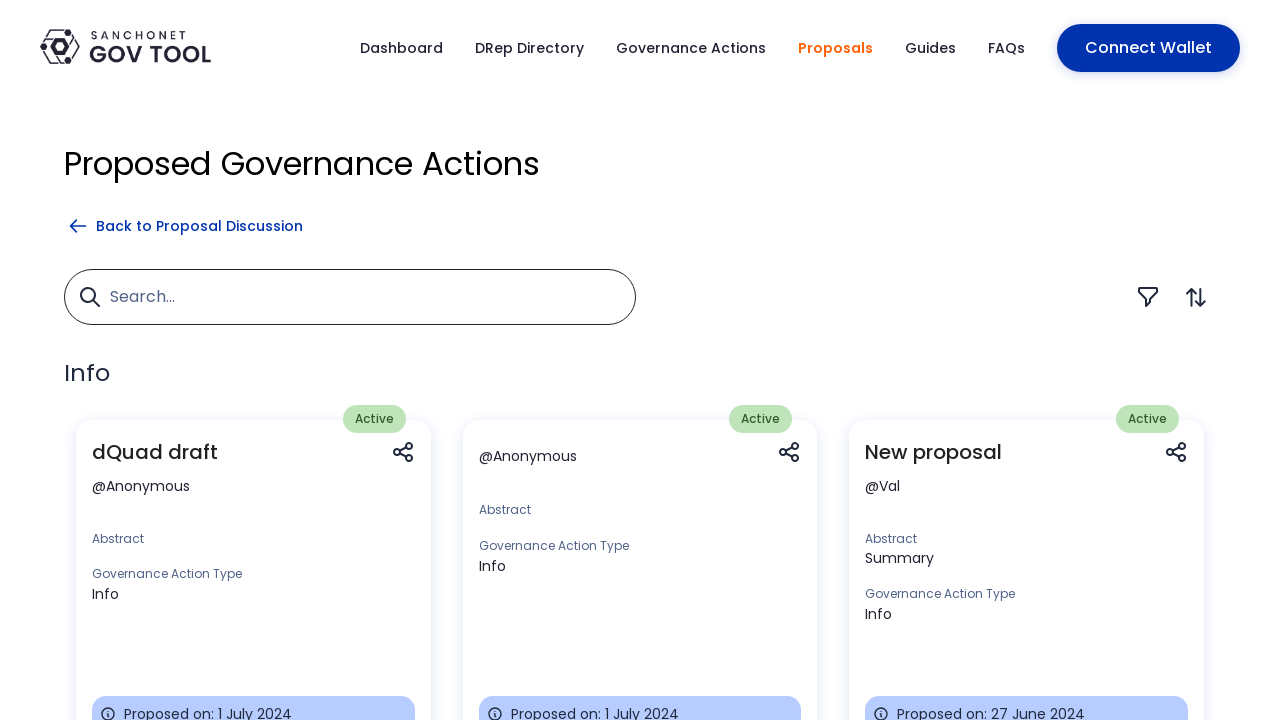 SANCHONET
GOV TOOL
Dashboard
DRep Directory
Governance Actions
Proposals
Guides
FAQs
Connect Wallet
Proposed Governance Actions
Back to Proposal Discussion
Search...
Info
Active
dQuad draft
@Anonymous
Abstract
Governance Action Type
Info
Proposed on: 1 July 2024
Active
@Anonymous
Abstract
Governance Action Type
Info
Proposed on: 1 July 2024
Active
New proposal
@Val
Abstract
Summary
Governance Action Type
Info
Proposed on: 27 June 2024